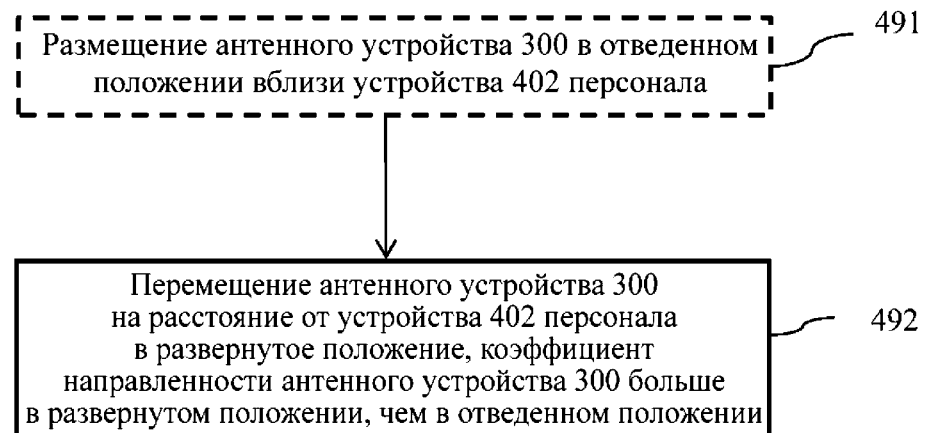 Размещение антенного устройства 300 в отведенном
положении вблизи устройства 402 персонала
491
Перемещение антенного устройства 300
на расстояние от устройства 402 персонала
в развернутое положение, коэффициент
направленности антенного устройства 300 больше
в развернутом положении, чем в отведенном положении
492